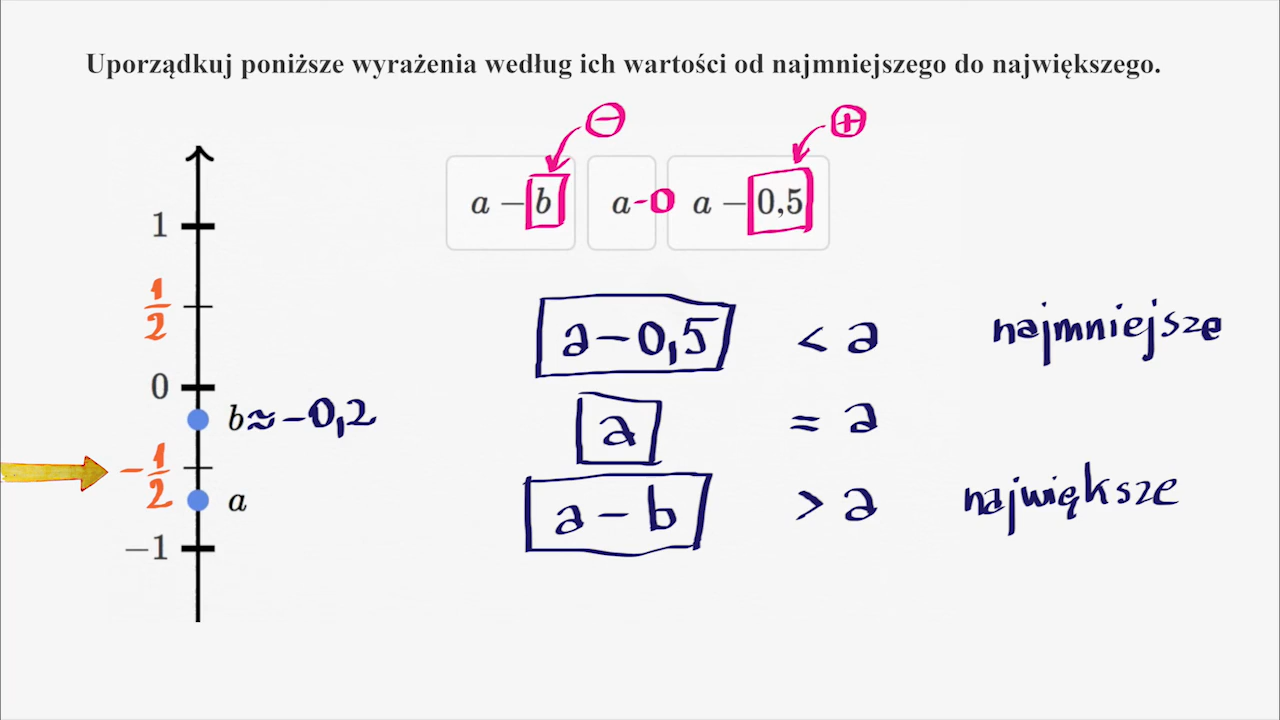 Uporządkuj poniższe wyrażenia według ich wartości od najmniejszego do największego.
−
+
a − b
a - 0
a − 0,5
1
1/2
0
b ≈ −0,2
−1/2
a
−1
a − 0,5 < a najmniejsze
a = a
a − b > a największe